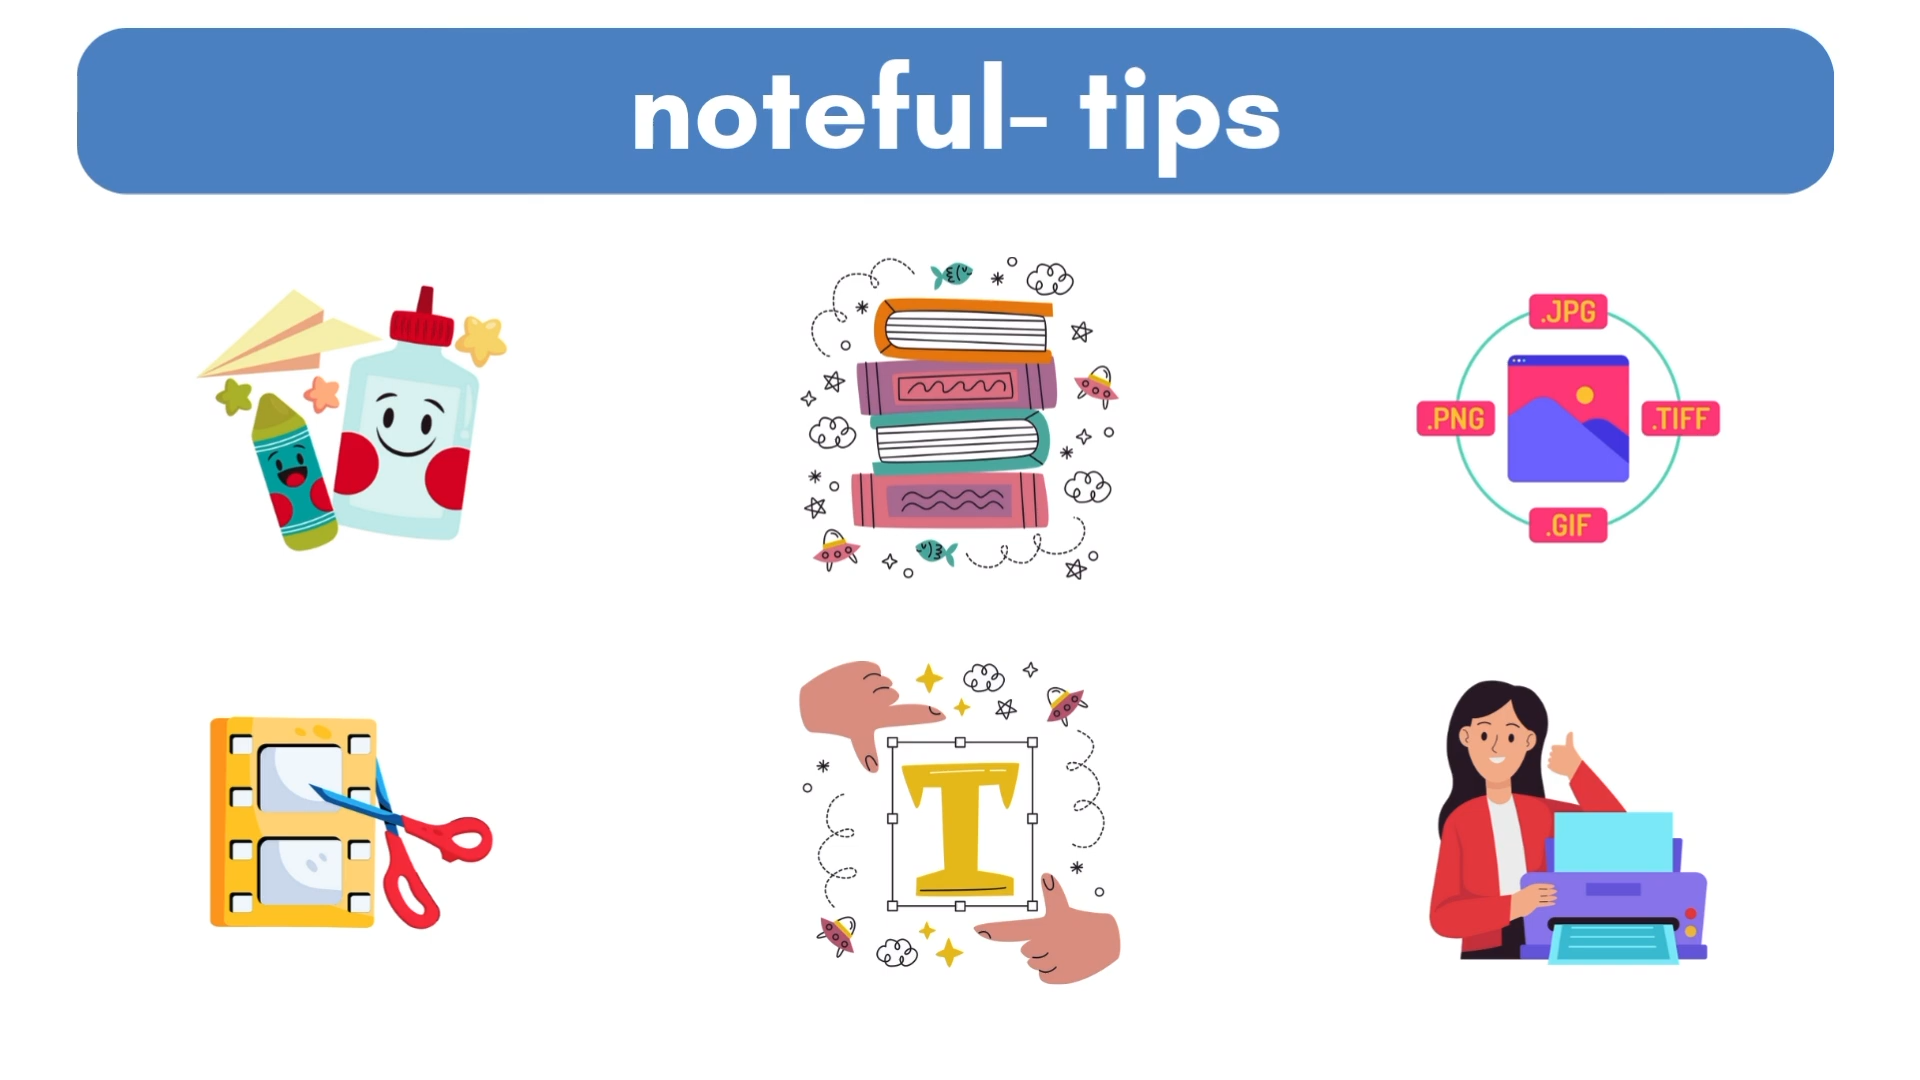 noteful- tips
.JPG
.PNG
.TIFF
.GIF
T